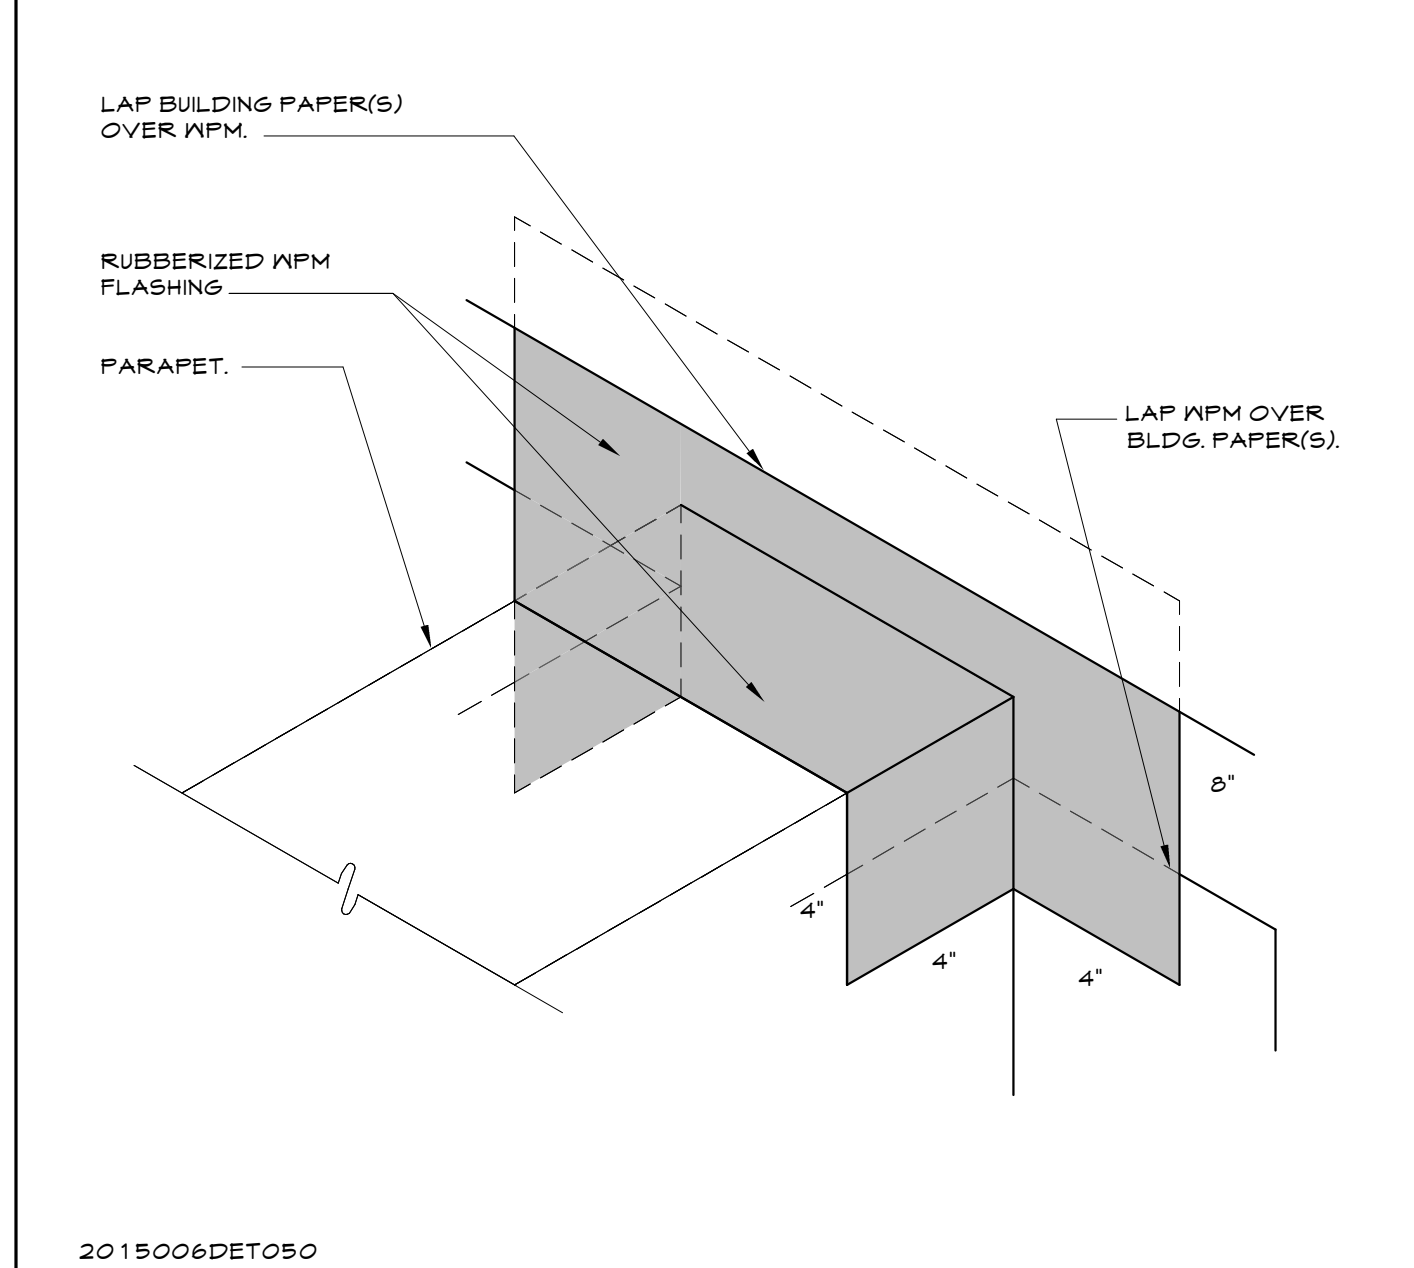 LAP BUILDING PAPER(S)
OVER WPM.
RUBBERIZED WPM
FLASHING
PARAPET.
LAP WPM OVER
BLDG. PAPER(S).
8"
4"
4"
4"
2015006DET050